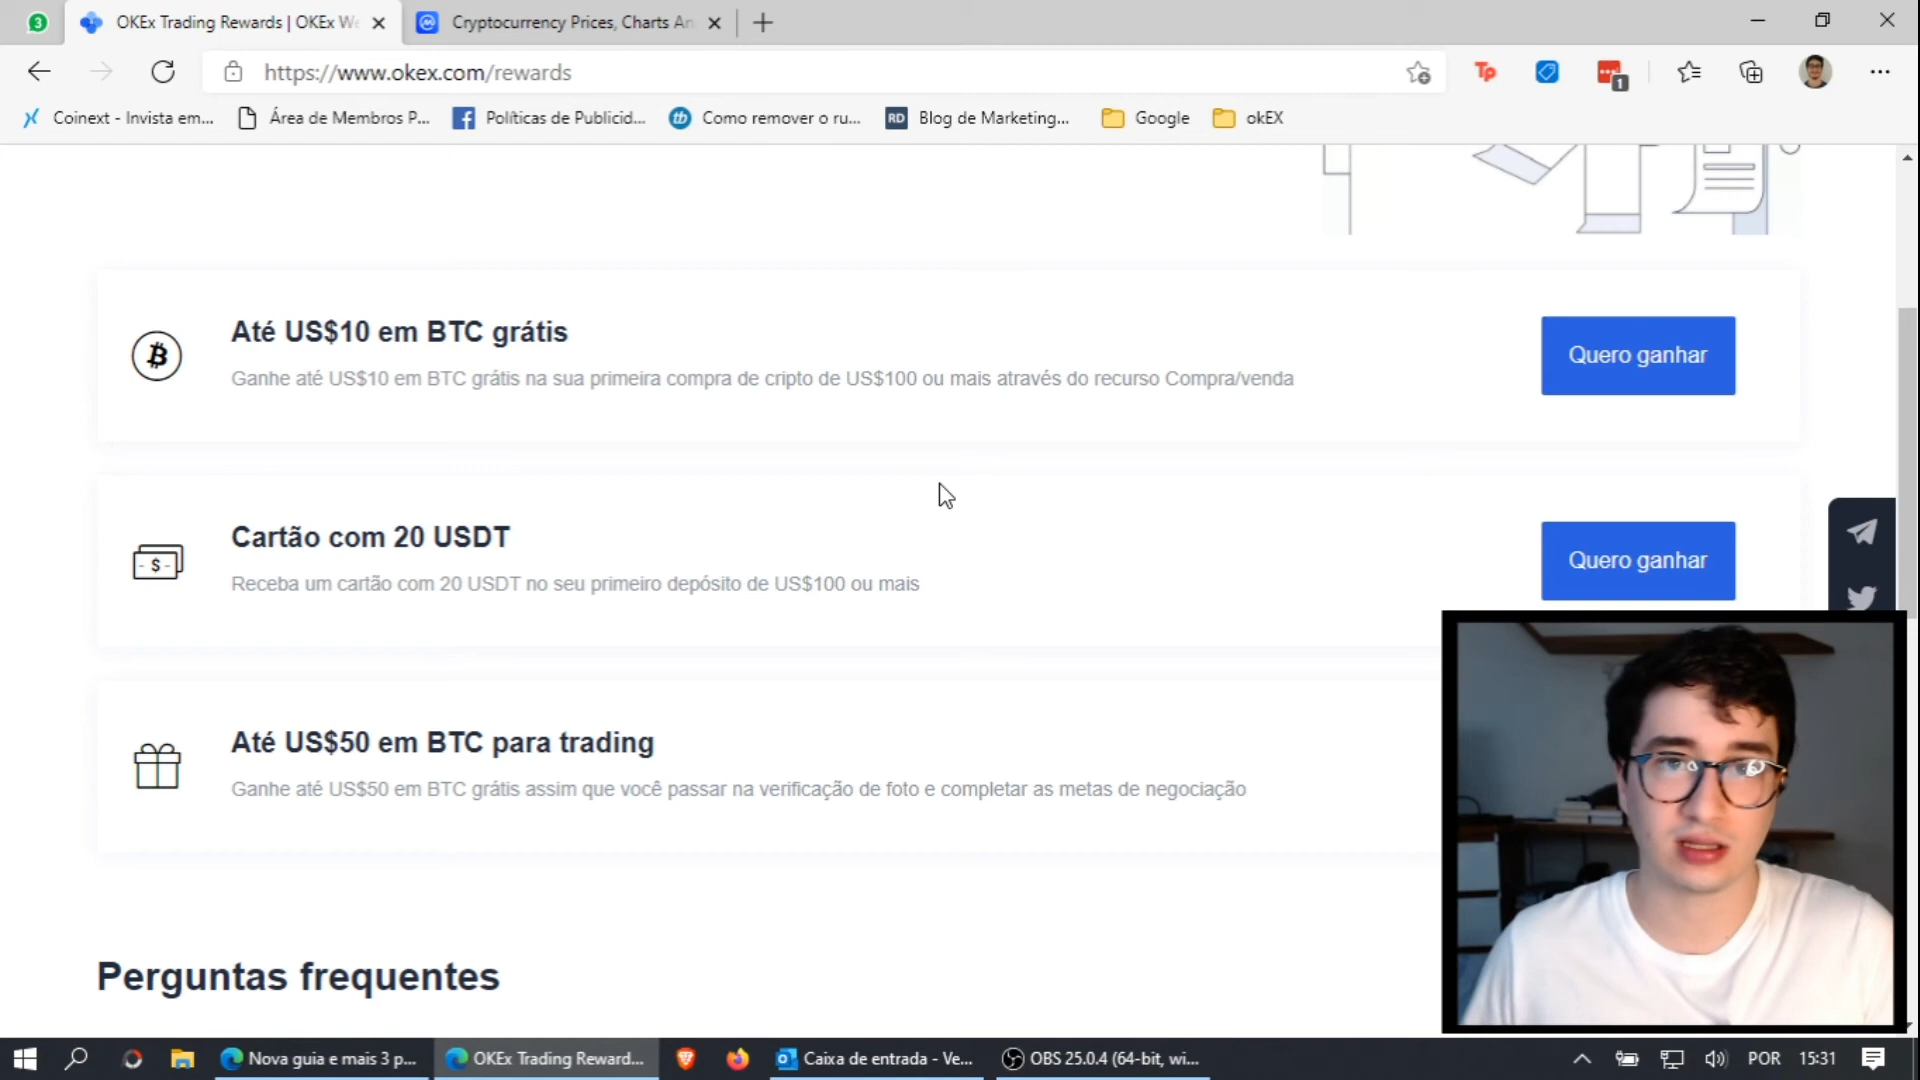 3
OKEx Trading Rewards | OKEx We
Cryptocurrency Prices, Charts An
https://www.okex.com/rewards
Tp
1
Coinext - Invista em...
Área de Membros P...
Políticas de Publicid...
tb
Como remover o ru...
RD
Blog de Marketing...
Google
okEX
Até US$10 em BTC grátis
Ganhe até US$10 em BTC grátis na sua primeira compra de cripto de US$100 ou mais através do recurso Compra/venda
Quero ganhar
Cartão com 20 USDT
Receba um cartão com 20 USDT no seu primeiro depósito de US$100 ou mais
Quero ganhar
Até US$50 em BTC para trading
Ganhe até US$50 em BTC grátis assim que você passar na verificação de foto e completar as metas de negociação
Perguntas frequentes
Nova guia e mais 3 p...
OKEx Trading Reward...
Caixa de entrada - Ve...
OBS 25.0.4 (64-bit, wi...
POR
15:31